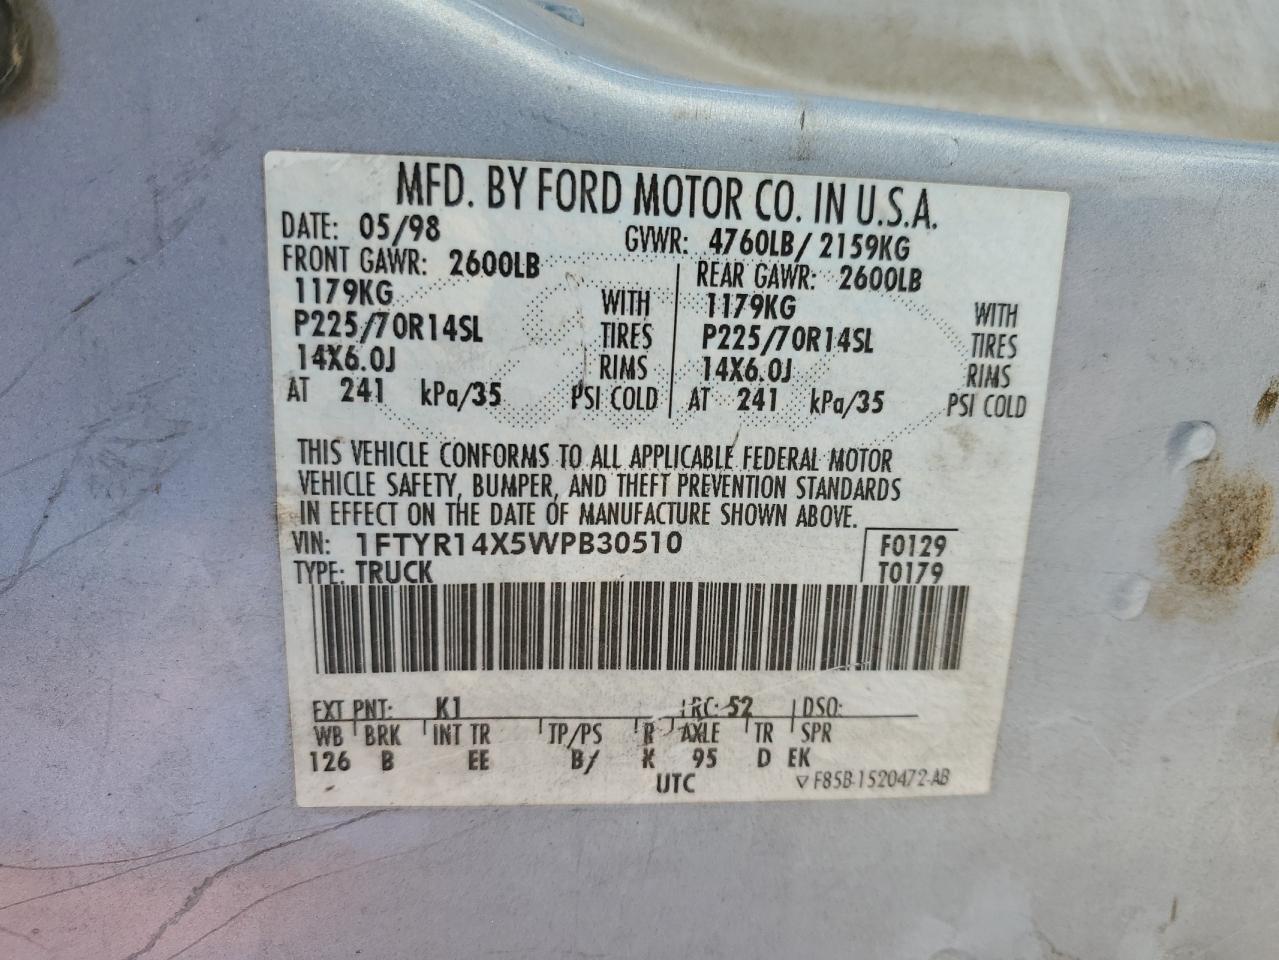 MFD. BY FORD MOTOR CO. IN U.S.A.
DATE: 05/98 GVWR: 4760LB/2159KG
FRONT GAWR: 2600LB REAR GAWR: 2600LB
1179KG WITH 1179KG WITH
P225/70R14SL TIRES P225/70R14SL TIRES
14X6.0J RIMS 14X6.0J RIMS
AT 241 kPa/35 PSI COLD AT 241 kPa/35 PSI COLD
THIS VEHICLE CONFORMS TO ALL APPLICABLE FEDERAL MOTOR
VEHICLE SAFETY, BUMPER, AND THEFT PREVENTION STANDARDS
IN EFFECT ON THE DATE OF MANUFACTURE SHOWN ABOVE.
VIN: 1FTYR14X5WPB30510 F0129
TYPE: TRUCK T0179
EXT PNT: K1 RC: 52 DSO:
WB BRK INT TR TP/PS R AXLE TR SPR
126 B EE B/ K 95 D EK
UTC ▽F85B-1520472-AB